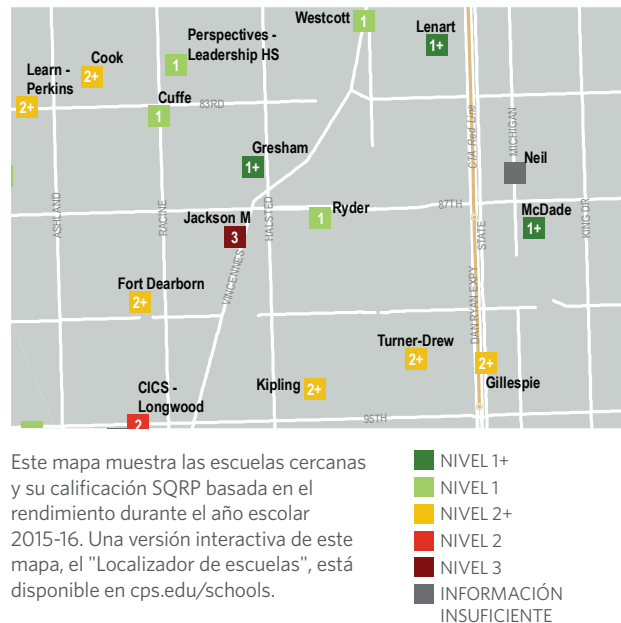 Westcott
1
Lenart
1+
Perspectives -
Leadership HS
1
Cook
2+
Learn -
Perkins
2+
Cuffe
1
83RD
Gresham
1+
CTA Red Line
MICHIGAN
Neil
ASHLAND
RACINE
HALSTED
Jackson M
3
Ryder
1
87TH
STATE
McDade
1+
KING DR
VINCENNES
Fort Dearborn
2+
DAN RYAN EXPY
Turner-Drew
2+
2+
Gillespie
CICS -
Longwood
2
Kipling
2+
95TH
Este mapa muestra las escuelas cercanas
y su calificación SQRP basada en el
rendimiento durante el año escolar
2015-16. Una versión interactiva de este
mapa, el "Localizador de escuelas", está
disponible en cps.edu/schools.
NIVEL 1+
NIVEL 1
NIVEL 2+
NIVEL 2
NIVEL 3
INFORMACIÓN
INSUFICIENTE